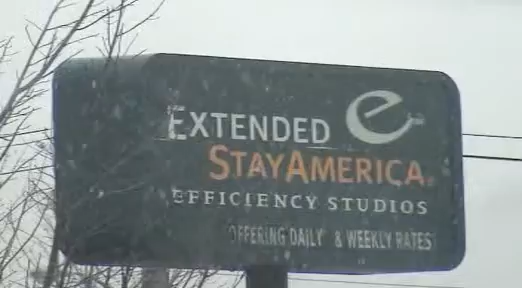 EXTENDED
STAYAMERICA
EFFICIENCY STUDIOS
OFFERING DAILY & WEEKLY RATES